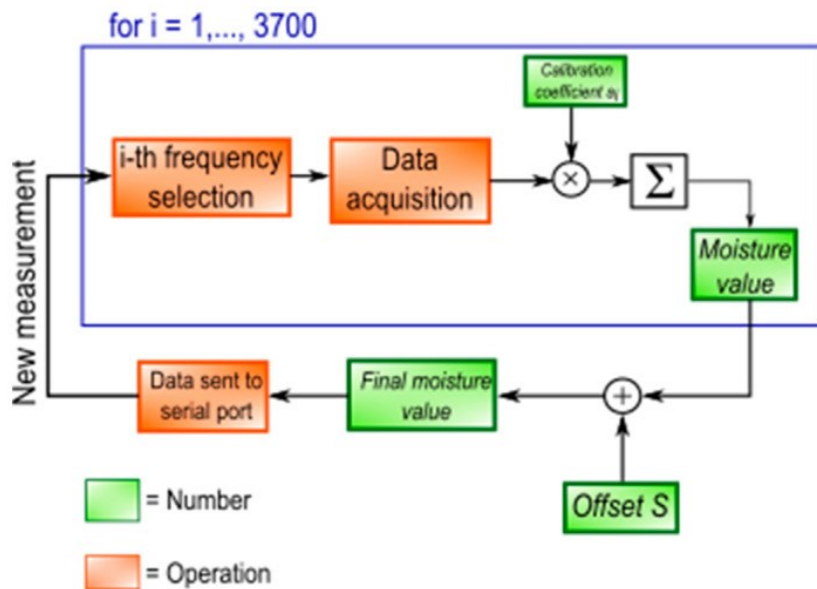 for i = 1,..., 3700
Calibration
coefficient aᵢ
i-th frequency
selection
Data
acquisition
×
Σ
Moisture
value
New measurement
Data sent to
serial port
Final moisture
value
+
Offset S
= Number
= Operation